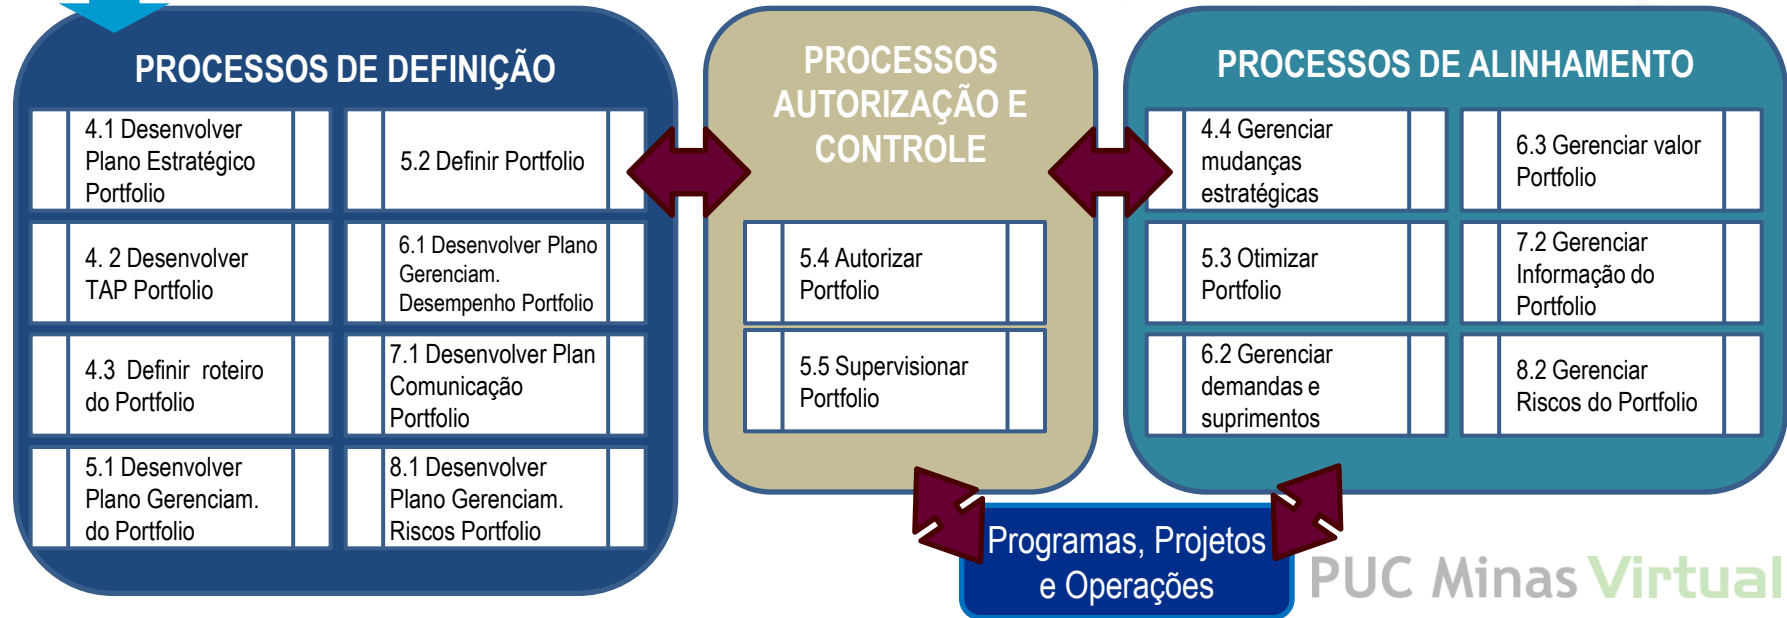 PROCESSOS DE DEFINIÇÃO
4.1 Desenvolver
Plano Estratégico
Portfolio
5.2 Definir Portfolio
4. 2 Desenvolver
TAP Portfolio
6.1 Desenvolver Plano
Gerenciam.
Desempenho Portfolio
4.3 Definir roteiro
do Portfolio
7.1 Desenvolver Plan
Comunicação
Portfolio
5.1 Desenvolver
Plano Gerenciam.
do Portfolio
8.1 Desenvolver
Plano Gerenciam.
Riscos Portfolio
PROCESSOS
AUTORIZAÇÃO E
CONTROLE
5.4 Autorizar
Portfolio
5.5 Supervisionar
Portfolio
PROCESSOS DE ALINHAMENTO
4.4 Gerenciar
mudanças
estratégicas
6.3 Gerenciar valor
Portfolio
5.3 Otimizar
Portfolio
7.2 Gerenciar
Informação do
Portfolio
6.2 Gerenciar
demandas e
suprimentos
8.2 Gerenciar
Riscos do Portfolio
Programas, Projetos
e Operações
PUC Minas Virtual